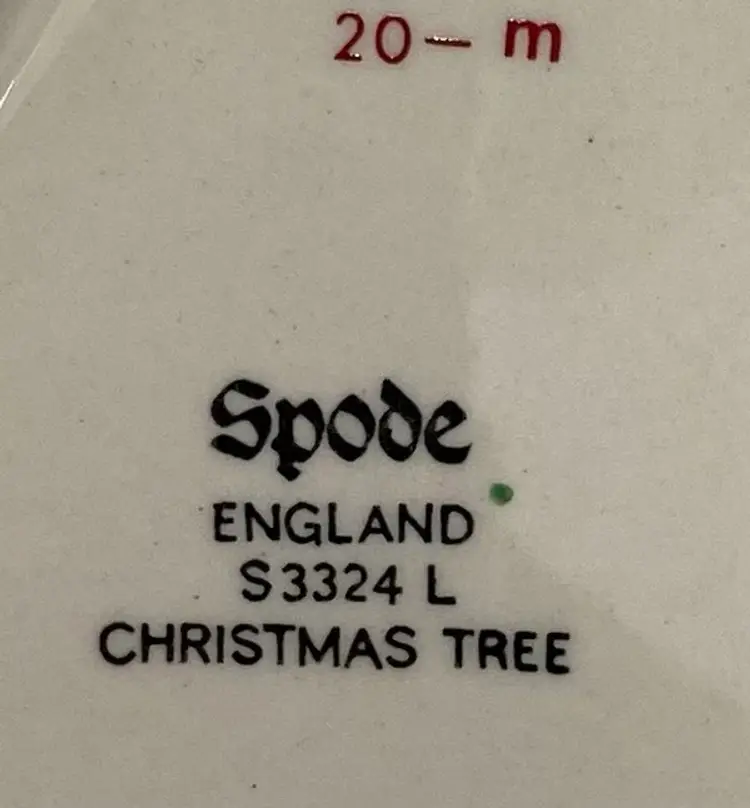 20- m
Spode
ENGLAND
S3324 L
CHRISTMAS TREE